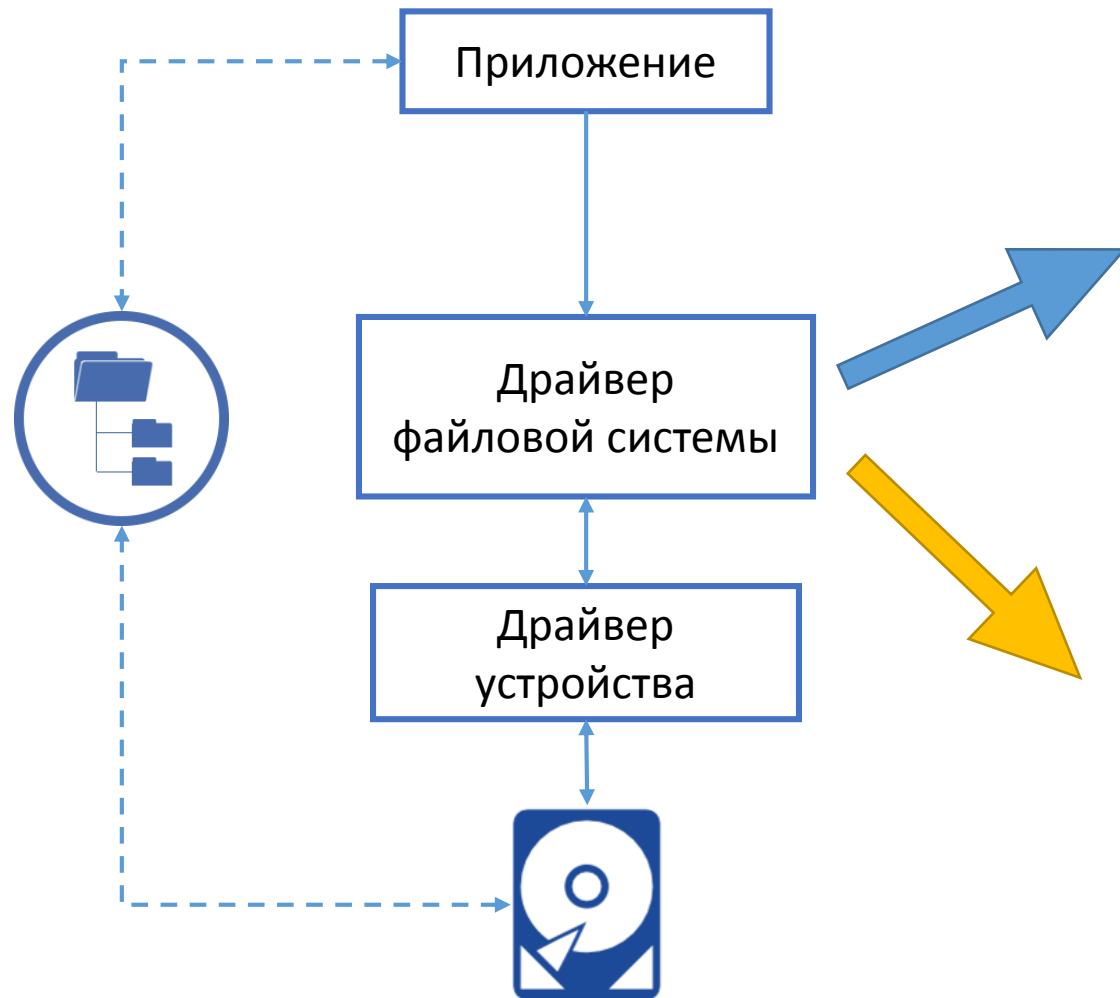 Приложение
Драйвер
файловой системы
Драйвер
устройства